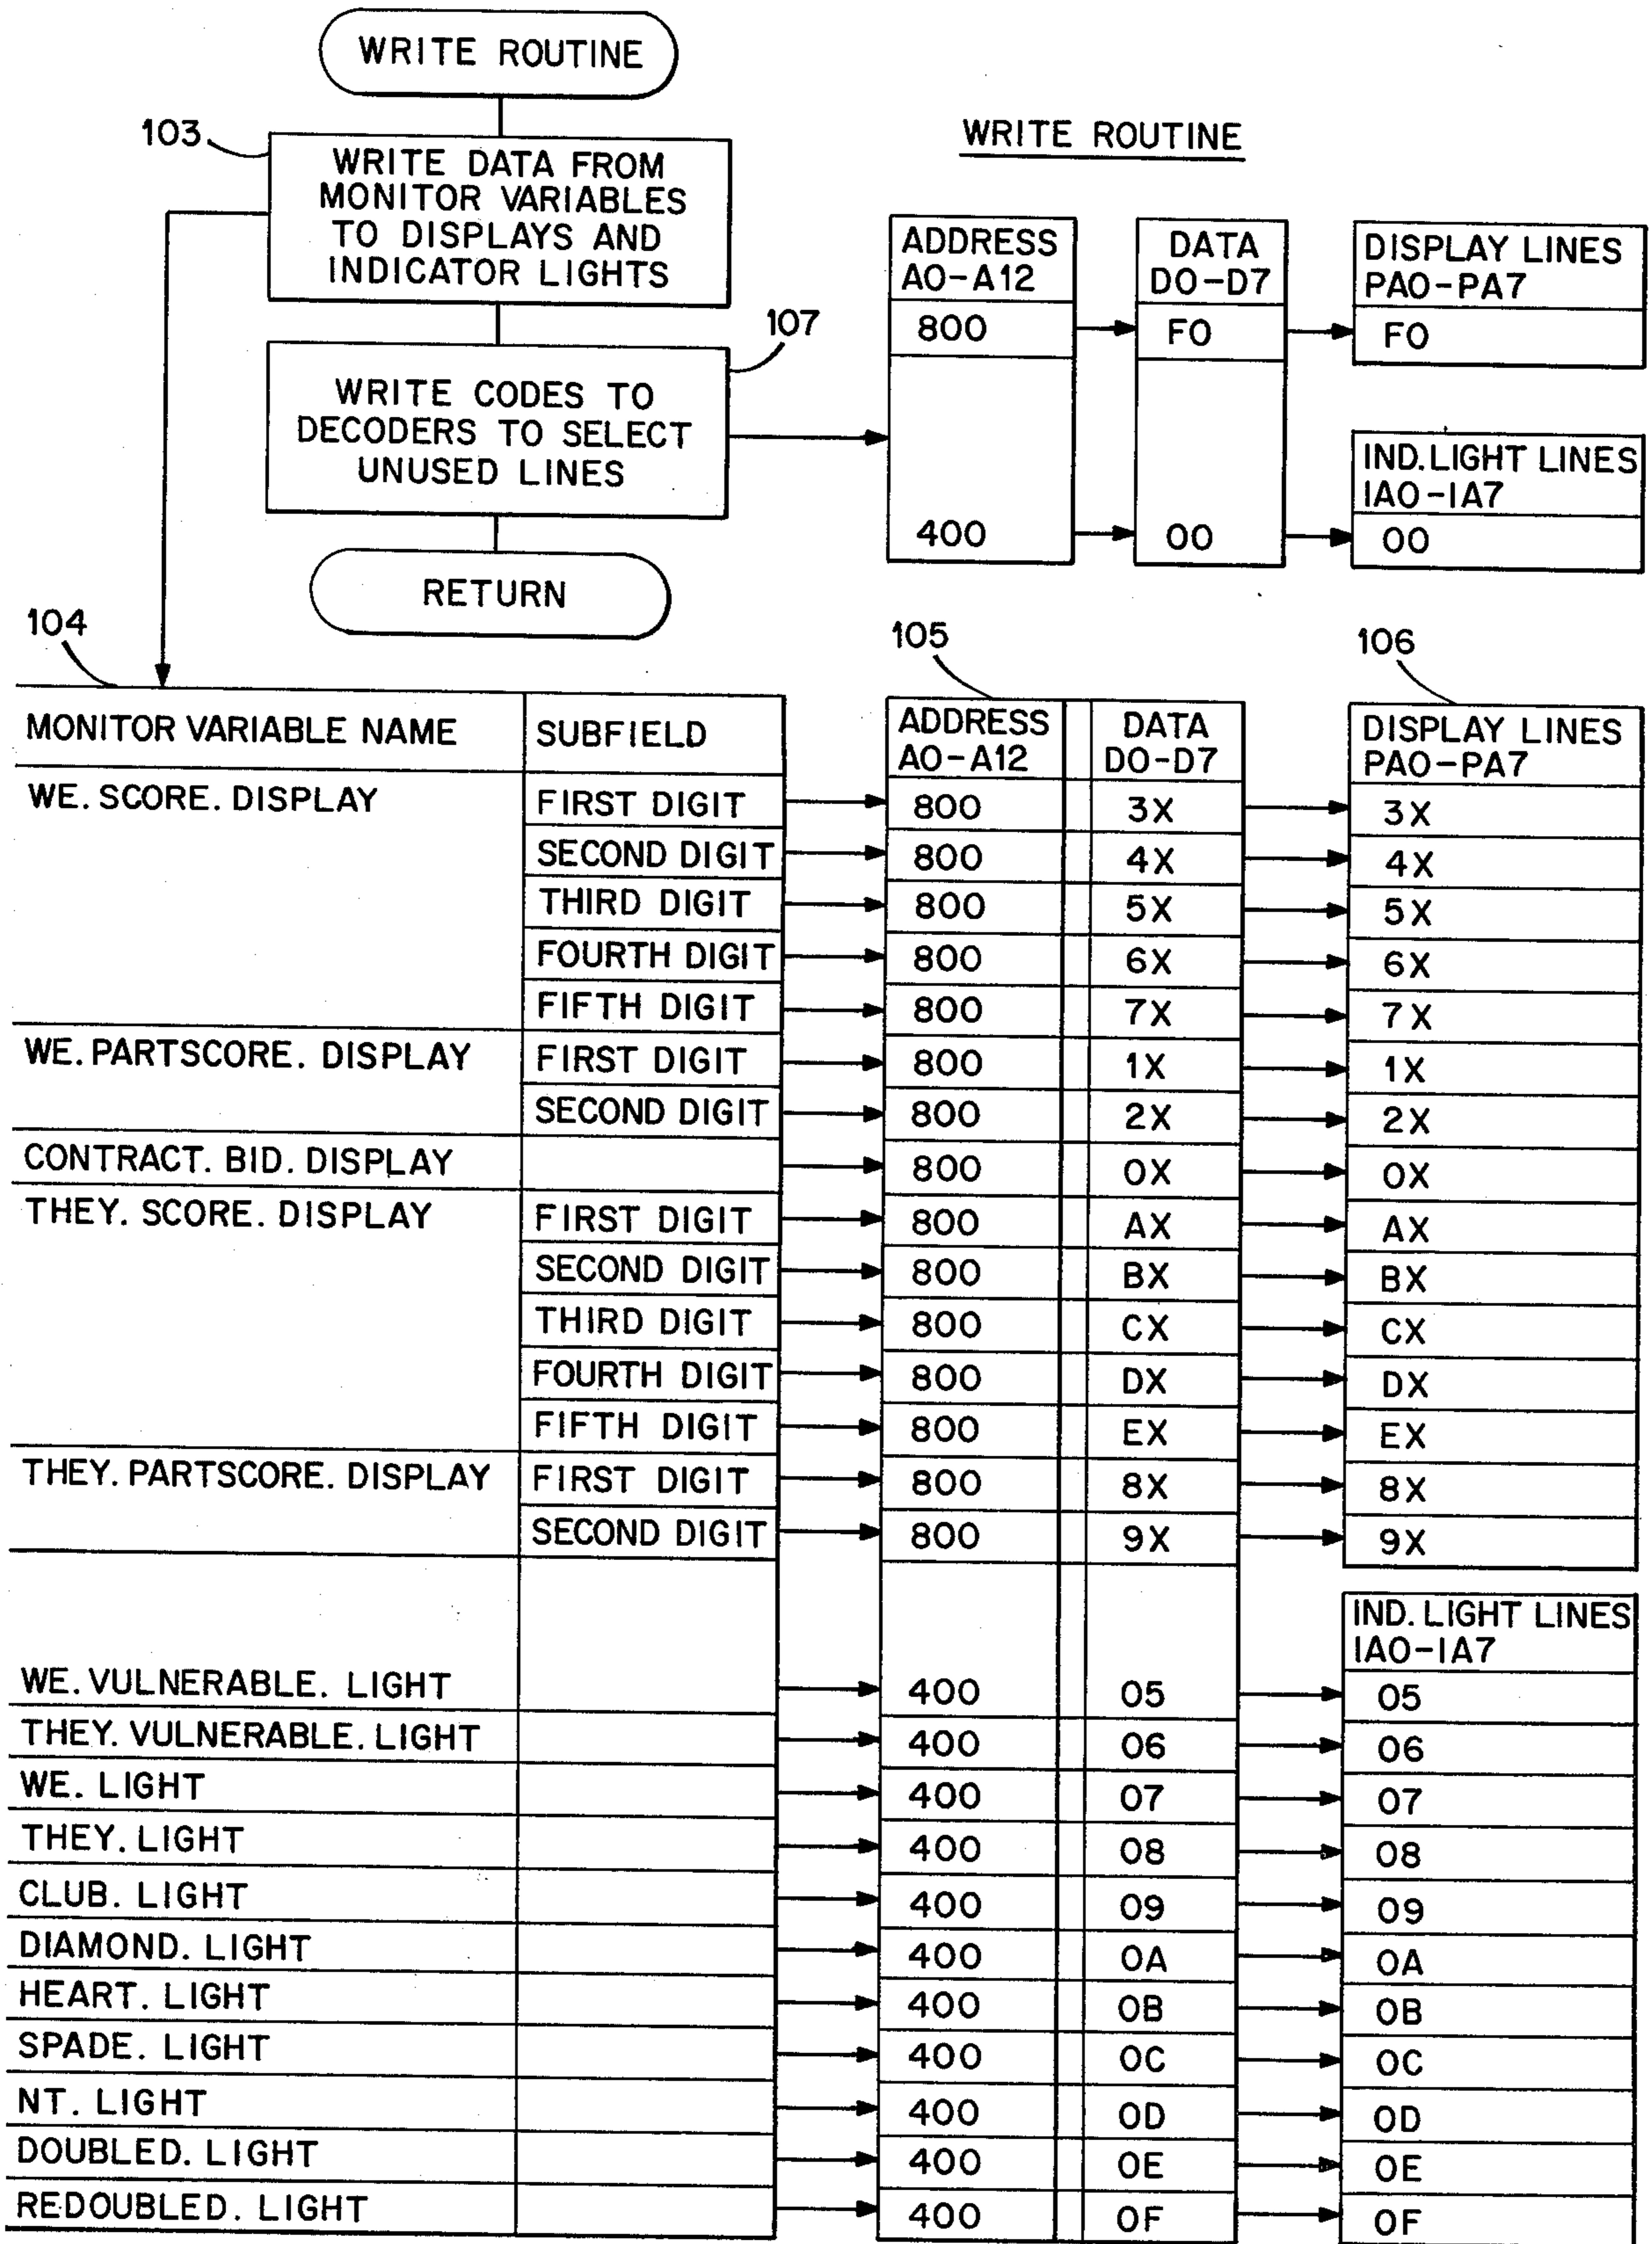 WRITE ROUTINE
103
WRITE DATA FROM
MONITOR VARIABLES
TO DISPLAYS AND
INDICATOR LIGHTS
107
WRITE CODES TO
DECODERS TO SELECT
UNUSED LINES
RETURN
WRITE ROUTINE
ADDRESS
A0-A12
DATA
D0-D7
DISPLAY LINES
PA0-PA7
800 F0 F0
IND. LIGHT LINES
IA0-IA7
400 00 00
104
105
106
MONITOR VARIABLE NAME SUBFIELD
ADDRESS
A0-A12
DATA
D0-D7
DISPLAY LINES
PA0-PA7
WE. SCORE. DISPLAY FIRST DIGIT 800 3X 3X
SECOND DIGIT 800 4X 4X
THIRD DIGIT 800 5X 5X
FOURTH DIGIT 800 6X 6X
FIFTH DIGIT 800 7X 7X
WE. PARTSCORE. DISPLAY FIRST DIGIT 800 1X 1X
SECOND DIGIT 800 2X 2X
CONTRACT. BID. DISPLAY 800 0X 0X
THEY. SCORE. DISPLAY FIRST DIGIT 800 AX AX
SECOND DIGIT 800 BX BX
THIRD DIGIT 800 CX CX
FOURTH DIGIT 800 DX DX
FIFTH DIGIT 800 EX EX
THEY. PARTSCORE. DISPLAY FIRST DIGIT 800 8X 8X
SECOND DIGIT 800 9X 9X
IND. LIGHT LINES
IA0-IA7
WE. VULNERABLE. LIGHT 400 05 05
THEY. VULNERABLE. LIGHT 400 06 06
WE. LIGHT 400 07 07
THEY. LIGHT 400 08 08
CLUB. LIGHT 400 09 09
DIAMOND. LIGHT 400 0A 0A
HEART. LIGHT 400 0B 0B
SPADE. LIGHT 400 0C 0C
NT. LIGHT 400 0D 0D
DOUBLED. LIGHT 400 0E 0E
REDOUBLED. LIGHT 400 0F 0F